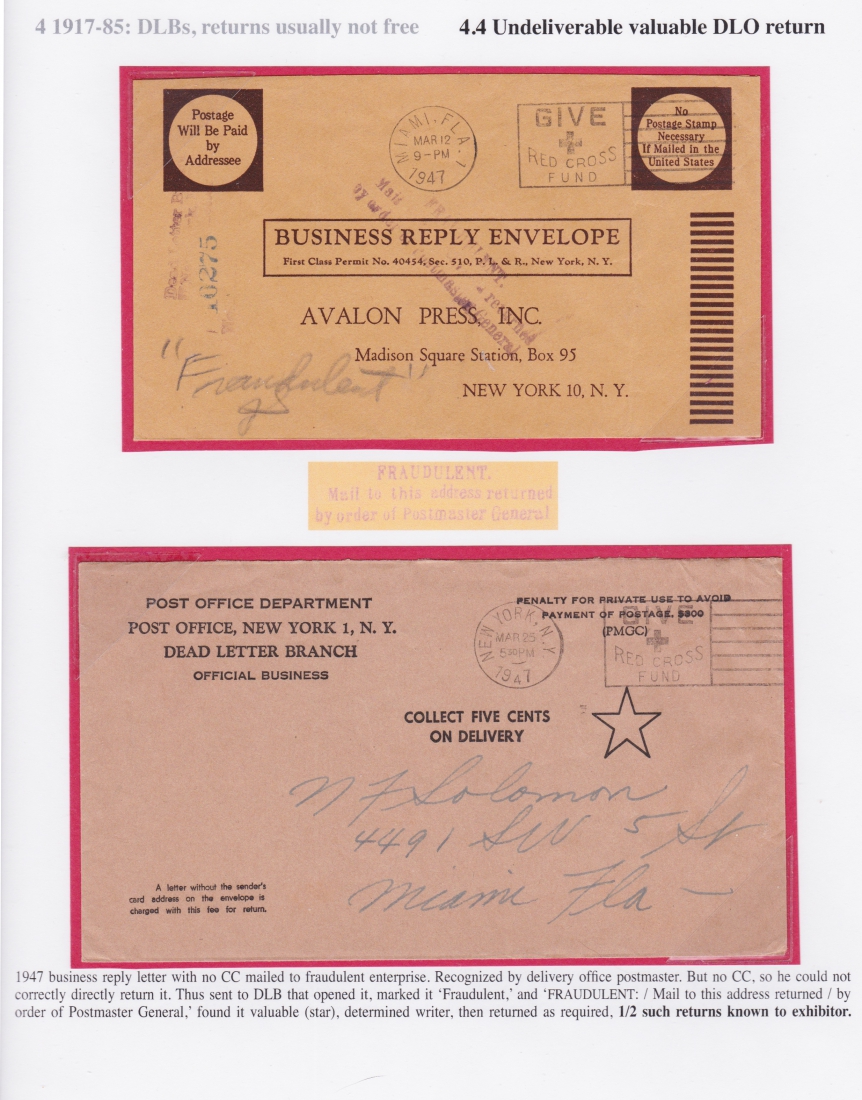 4 1917-85: DLBs, returns usually not free 4.4 Undeliverable valuable DLO return
Postage
Will Be Paid
by
Addressee
MIAMI, FLA. 7
MAR 12
9-PM
1947
GIVE
RED CROSS
FUND
No
Postage Stamp
Necessary
If Mailed in the
United States
BUSINESS REPLY ENVELOPE
First Class Permit No. 40454, Sec. 510, P. L. & R., New York, N. Y.
10275
AVALON PRESS, INC.
Madison Square Station, Box 95
NEW YORK 10, N. Y.
"Fraudulent"
FRAUDULENT.
Mail to this address returned
by order of Postmaster General
POST OFFICE DEPARTMENT
POST OFFICE, NEW YORK 1, N. Y.
DEAD LETTER BRANCH
OFFICIAL BUSINESS
NEW YORK, N.Y.
MAR 25
5 30 PM
1947
PENALTY FOR PRIVATE USE TO AVOID
PAYMENT OF POSTAGE, $300
(PMGC)
GIVE
RED CROSS
FUND
COLLECT FIVE CENTS
ON DELIVERY
N F Solomon
4491 SW 5 St
Miami Fla —
A letter without the sender's
card address on the envelope is
charged with this fee for return.
1947 business reply letter with no CC mailed to fraudulent enterprise. Recognized by delivery office postmaster. But no CC, so he could not
correctly directly return it. Thus sent to DLB that opened it, marked it ‘Fraudulent,’ and ‘FRAUDULENT: / Mail to this address returned / by
order of Postmaster General,’ found it valuable (star), determined writer, then returned as required, 1/2 such returns known to exhibitor.